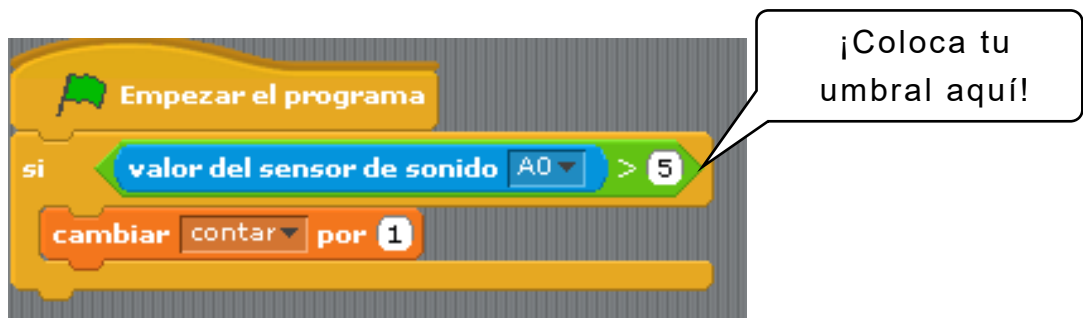 ¡Coloca tu
umbral aquí!
Empezar el programa
si valor del sensor de sonido A0 > 5
cambiar contar por 1